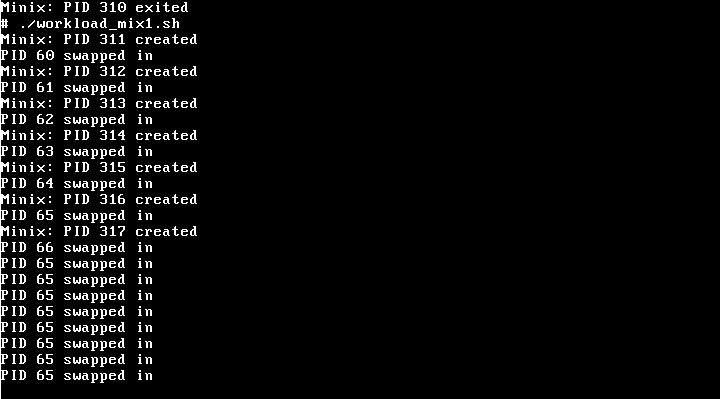 Minix: PID 310 exited
# ./workload_mix1.sh
Minix: PID 311 created
PID 60 swapped in
Minix: PID 312 created
PID 61 swapped in
Minix: PID 313 created
PID 62 swapped in
Minix: PID 314 created
PID 63 swapped in
Minix: PID 315 created
PID 64 swapped in
Minix: PID 316 created
PID 65 swapped in
Minix: PID 317 created
PID 66 swapped in
PID 65 swapped in
PID 65 swapped in
PID 65 swapped in
PID 65 swapped in
PID 65 swapped in
PID 65 swapped in
PID 65 swapped in
PID 65 swapped in